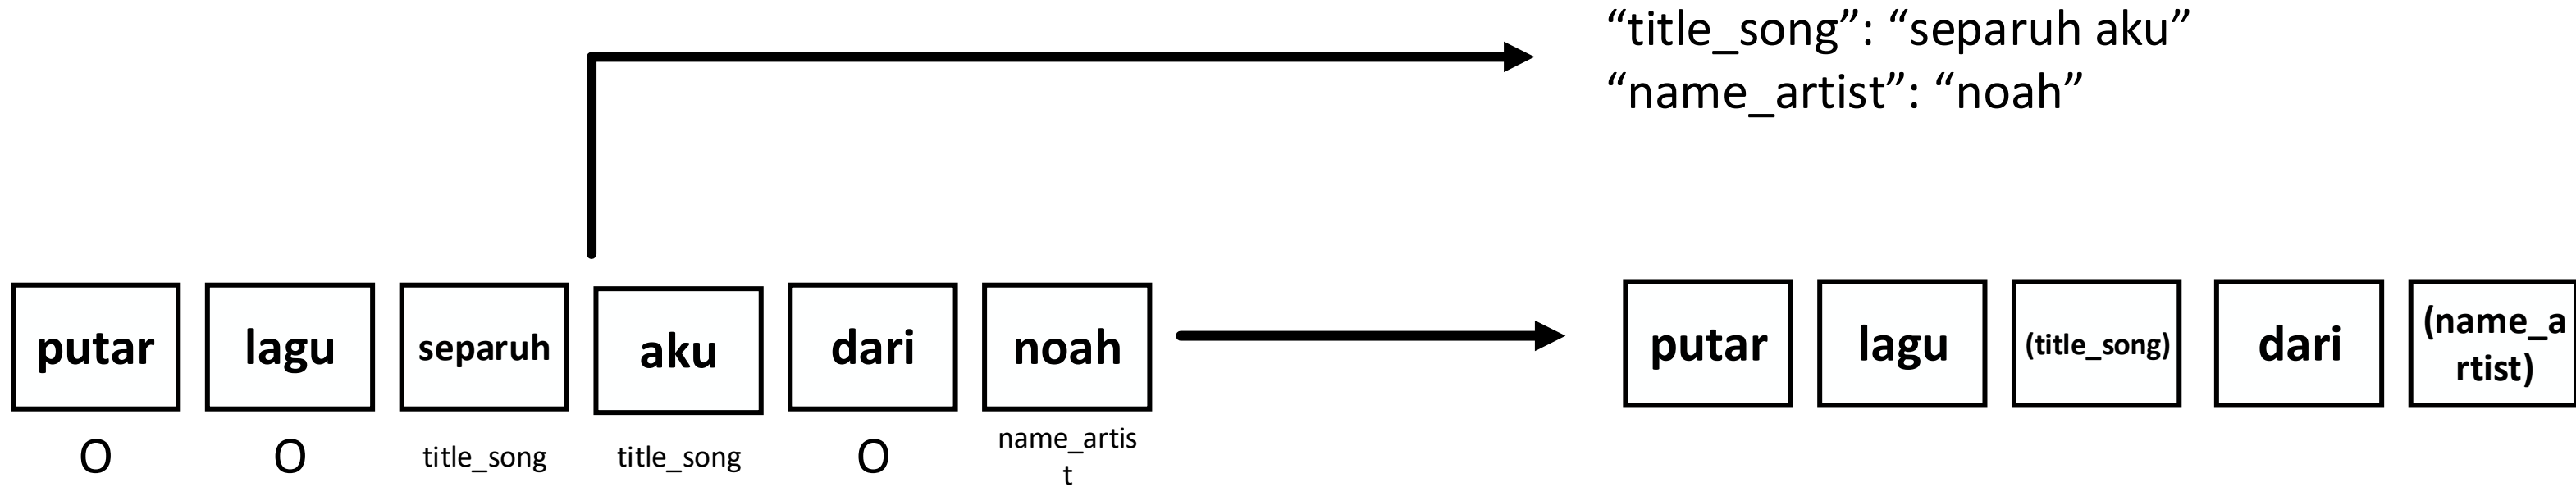 “title_song”: “separuh aku”
“name_artist”: “noah”
putar lagu separuh aku dari noah
O O title_song title_song O name_artis
t
putar lagu (title_song) dari (name_a
rtist)